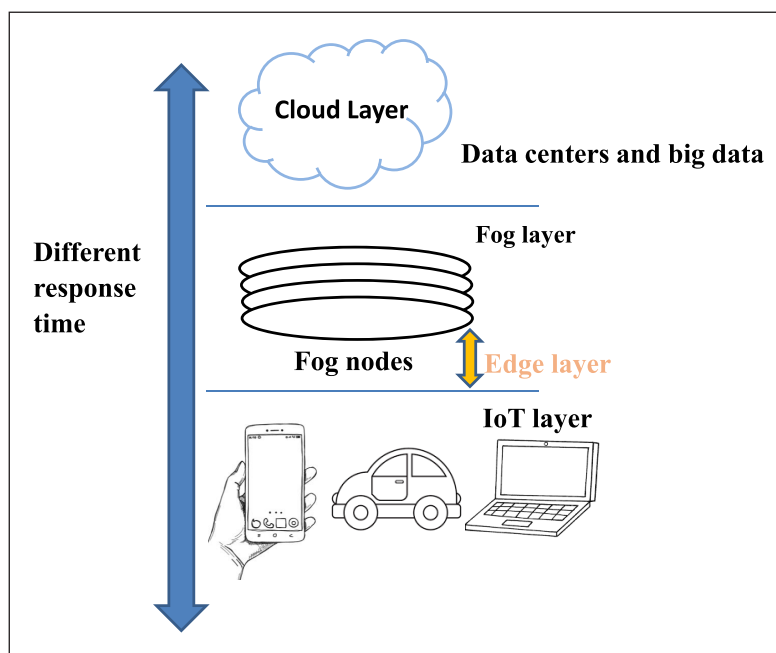 Cloud Layer
Data centers and big data
Different
response
time
Fog layer
Fog nodes
Edge layer
IoT layer